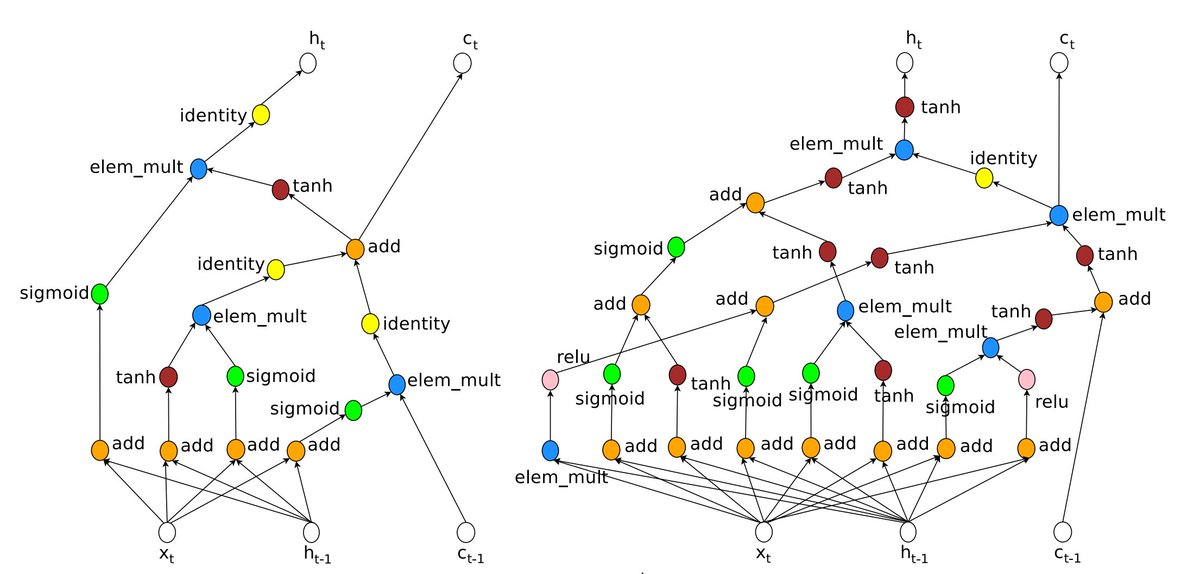 h_t c_t
identity
elem_mult
tanh
add
identity
sigmoid
elem_mult
identity
tanh sigmoid elem_mult
sigmoid
add add add add
x_t h_t-1 c_t-1
h_t c_t
tanh
elem_mult
identity
tanh
add
elem_mult
sigmoid tanh tanh tanh
add add elem_mult tanh add
elem_mult
relu
sigmoid tanh sigmoid sigmoid tanh sigmoid relu
add add add add add add add
elem_mult
x_t h_t-1 c_t-1